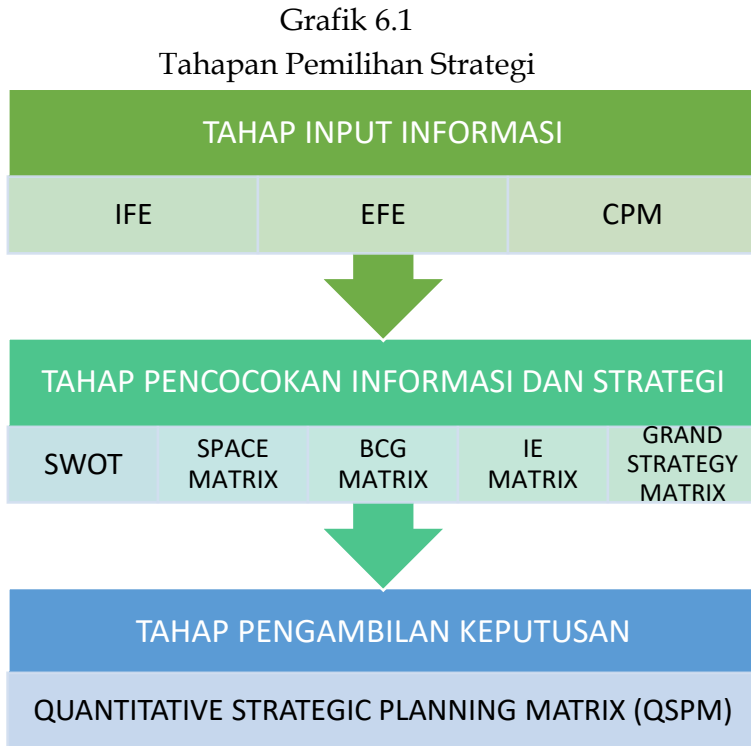 Grafik 6.1
Tahapan Pemilihan Strategi
TAHAP INPUT INFORMASI
IFE
EFE
CPM
TAHAP PENCOCOKAN INFORMASI DAN STRATEGI
SWOT
SPACE
MATRIX
BCG
MATRIX
IE
MATRIX
GRAND
STRATEGY
MATRIX
TAHAP PENGAMBILAN KEPUTUSAN
QUANTITATIVE STRATEGIC PLANNING MATRIX (QSPM)